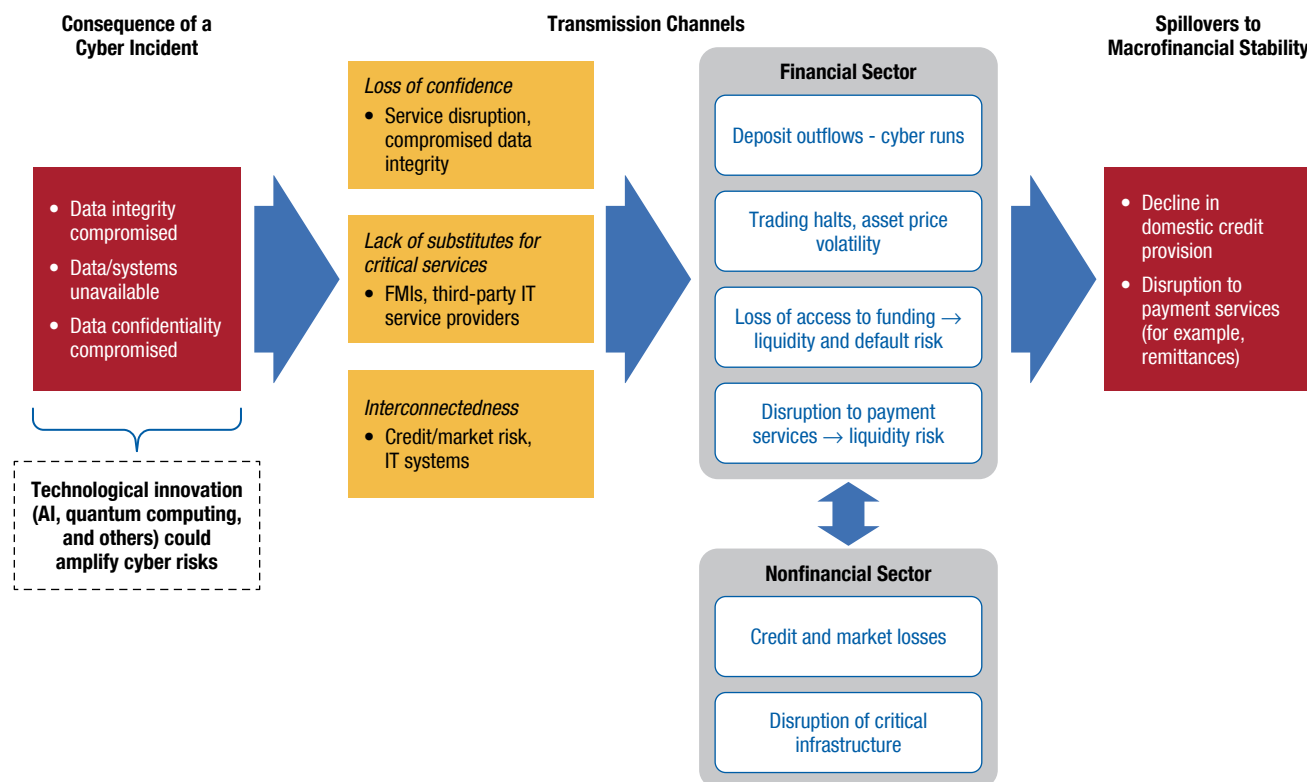 Consequence of a
Cyber Incident
Transmission Channels
Spillovers to
Macrofinancial Stability
• Data integrity
compromised
• Data/systems
unavailable
• Data confidentiality
compromised
Technological innovation
(AI, quantum computing,
and others) could
amplify cyber risks
Loss of confidence
• Service disruption,
compromised data
integrity
Lack of substitutes for
critical services
• FMIs, third-party IT
service providers
Interconnectedness
• Credit/market risk,
IT systems
Financial Sector
Deposit outflows - cyber runs
Trading halts, asset price
volatility
Loss of access to funding →
liquidity and default risk
Disruption to payment
services → liquidity risk
Nonfinancial Sector
Credit and market losses
Disruption of critical
infrastructure
• Decline in
domestic credit
provision
• Disruption to
payment services
(for example,
remittances)